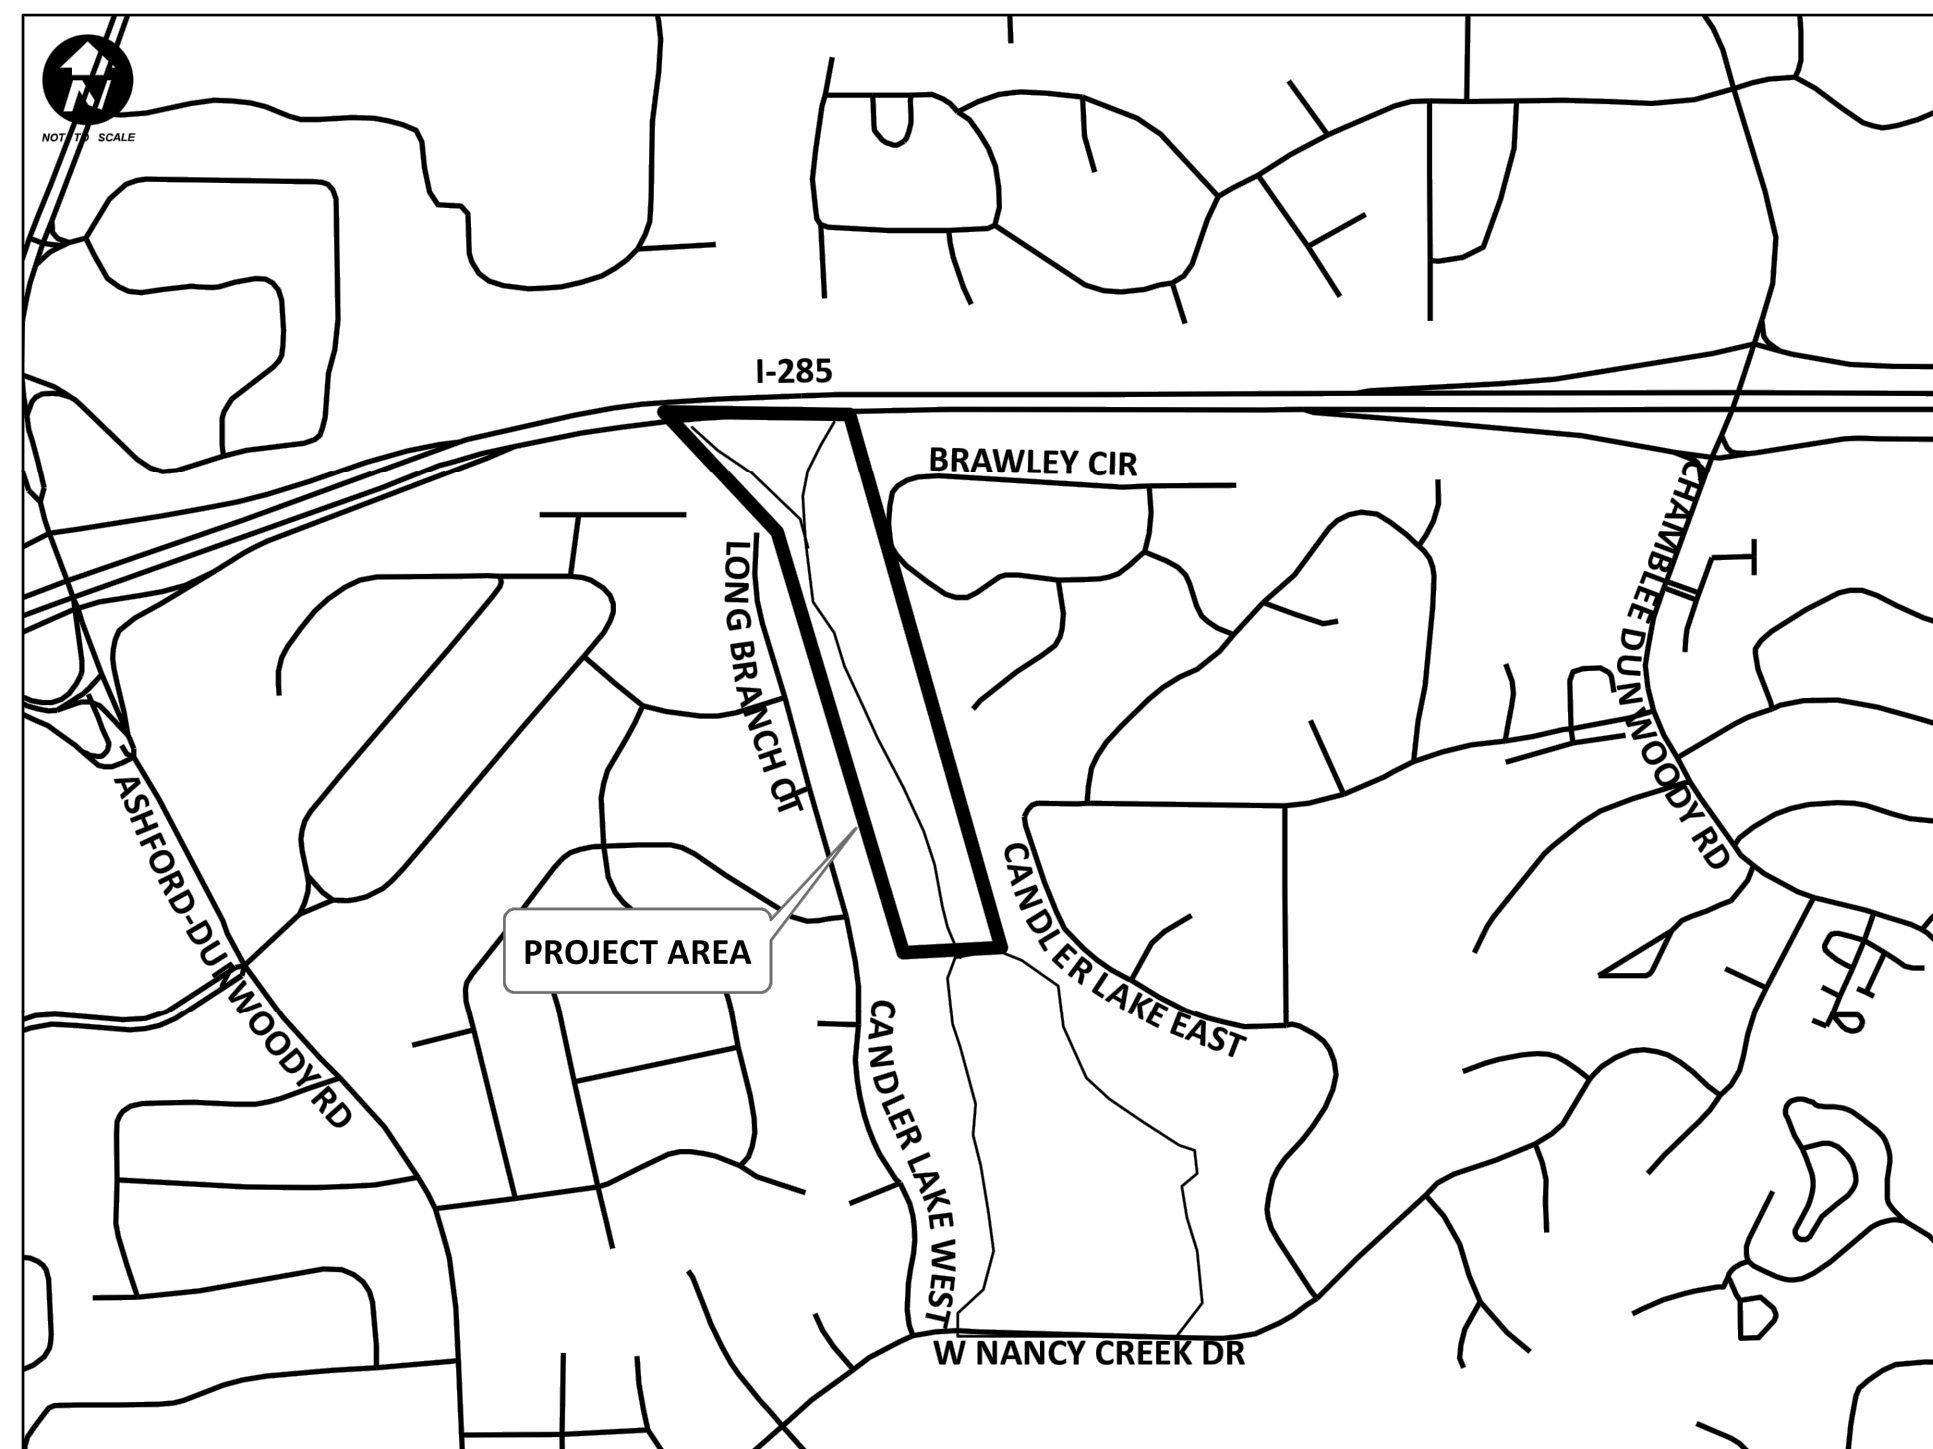 N
NOT TO SCALE
I-285
BRAWLEY CIR
CHAMBLEE DUNWOODY RD
LONG BRANCH CT
ASHFORD-DUNWOODY RD
PROJECT AREA
CANDLER LAKE EAST
CANDLER LAKE WEST
W NANCY CREEK DR